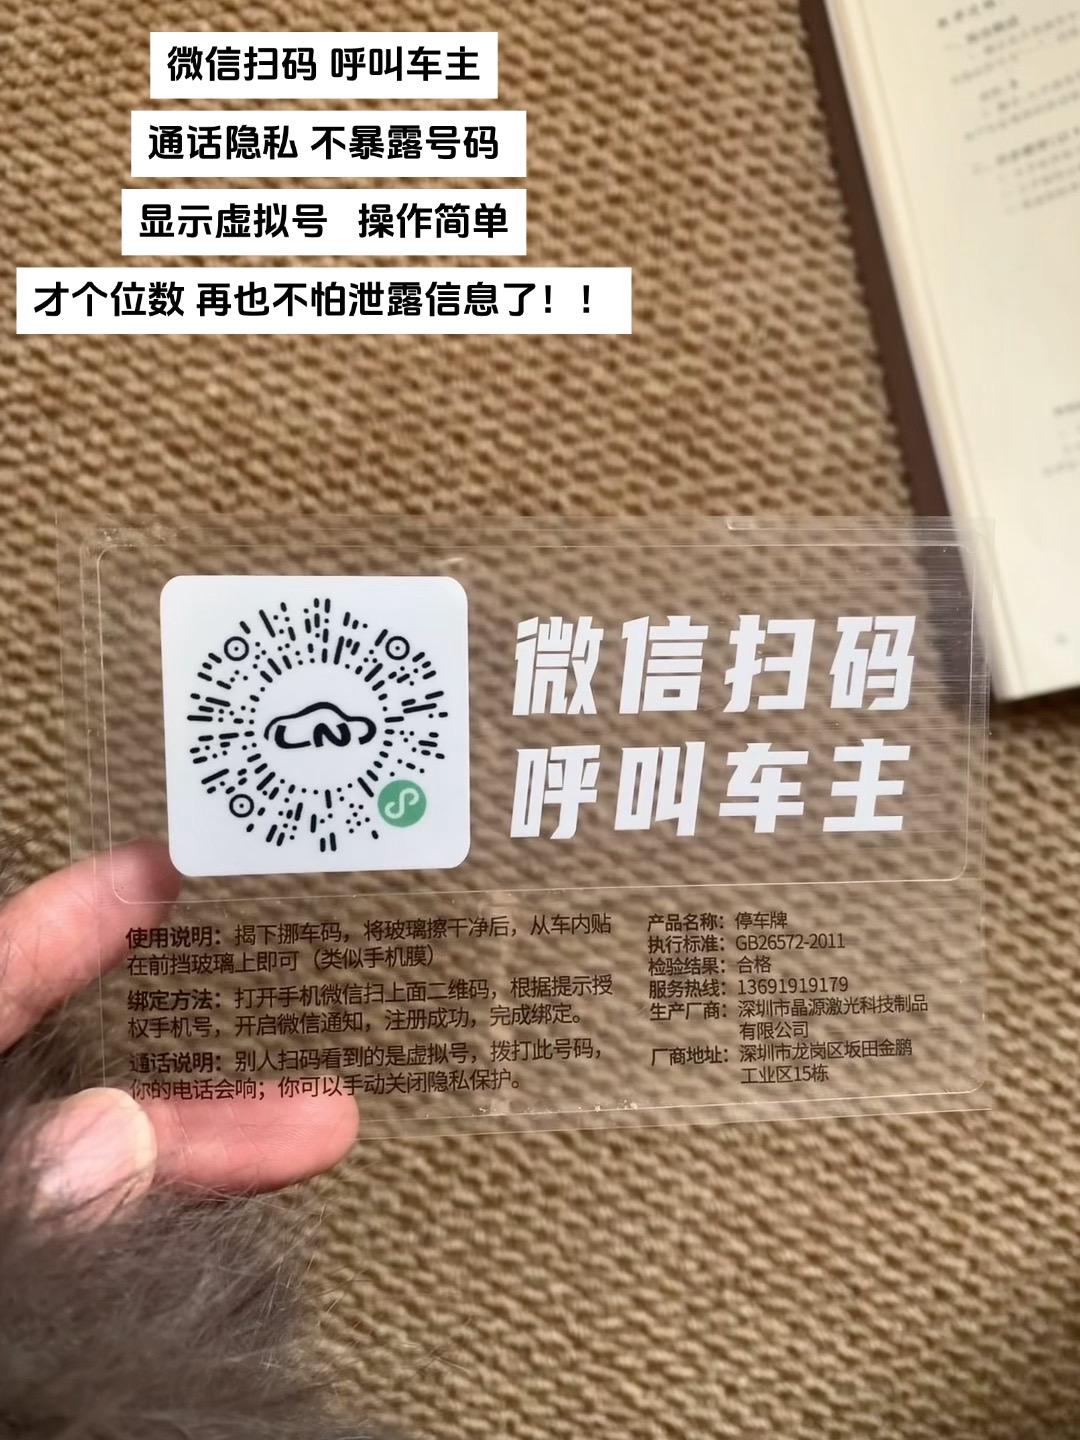 微信扫码 呼叫车主
通话隐私 不暴露号码
显示虚拟号 操作简单
才个位数 再也不怕泄露信息了！！
微信扫码
呼叫车主
使用说明：揭下挪车码，将玻璃擦干净后，从车内贴
在前挡玻璃上即可（类似手机膜）
绑定方法：打开手机微信扫上面二维码，根据提示授
权手机号，开启微信通知，注册成功，完成绑定。
通话说明：别人扫码看到的是虚拟号，拨打此号码，
你的电话会响；你可以手动关闭隐私保护。
产品名称：停车牌
执行标准：GB26572-2011
检验结果：合格
服务热线：13691919179
生产厂商：深圳市晶源激光科技制品
有限公司
厂商地址：深圳市龙岗区坂田金鹏
工业区15栋